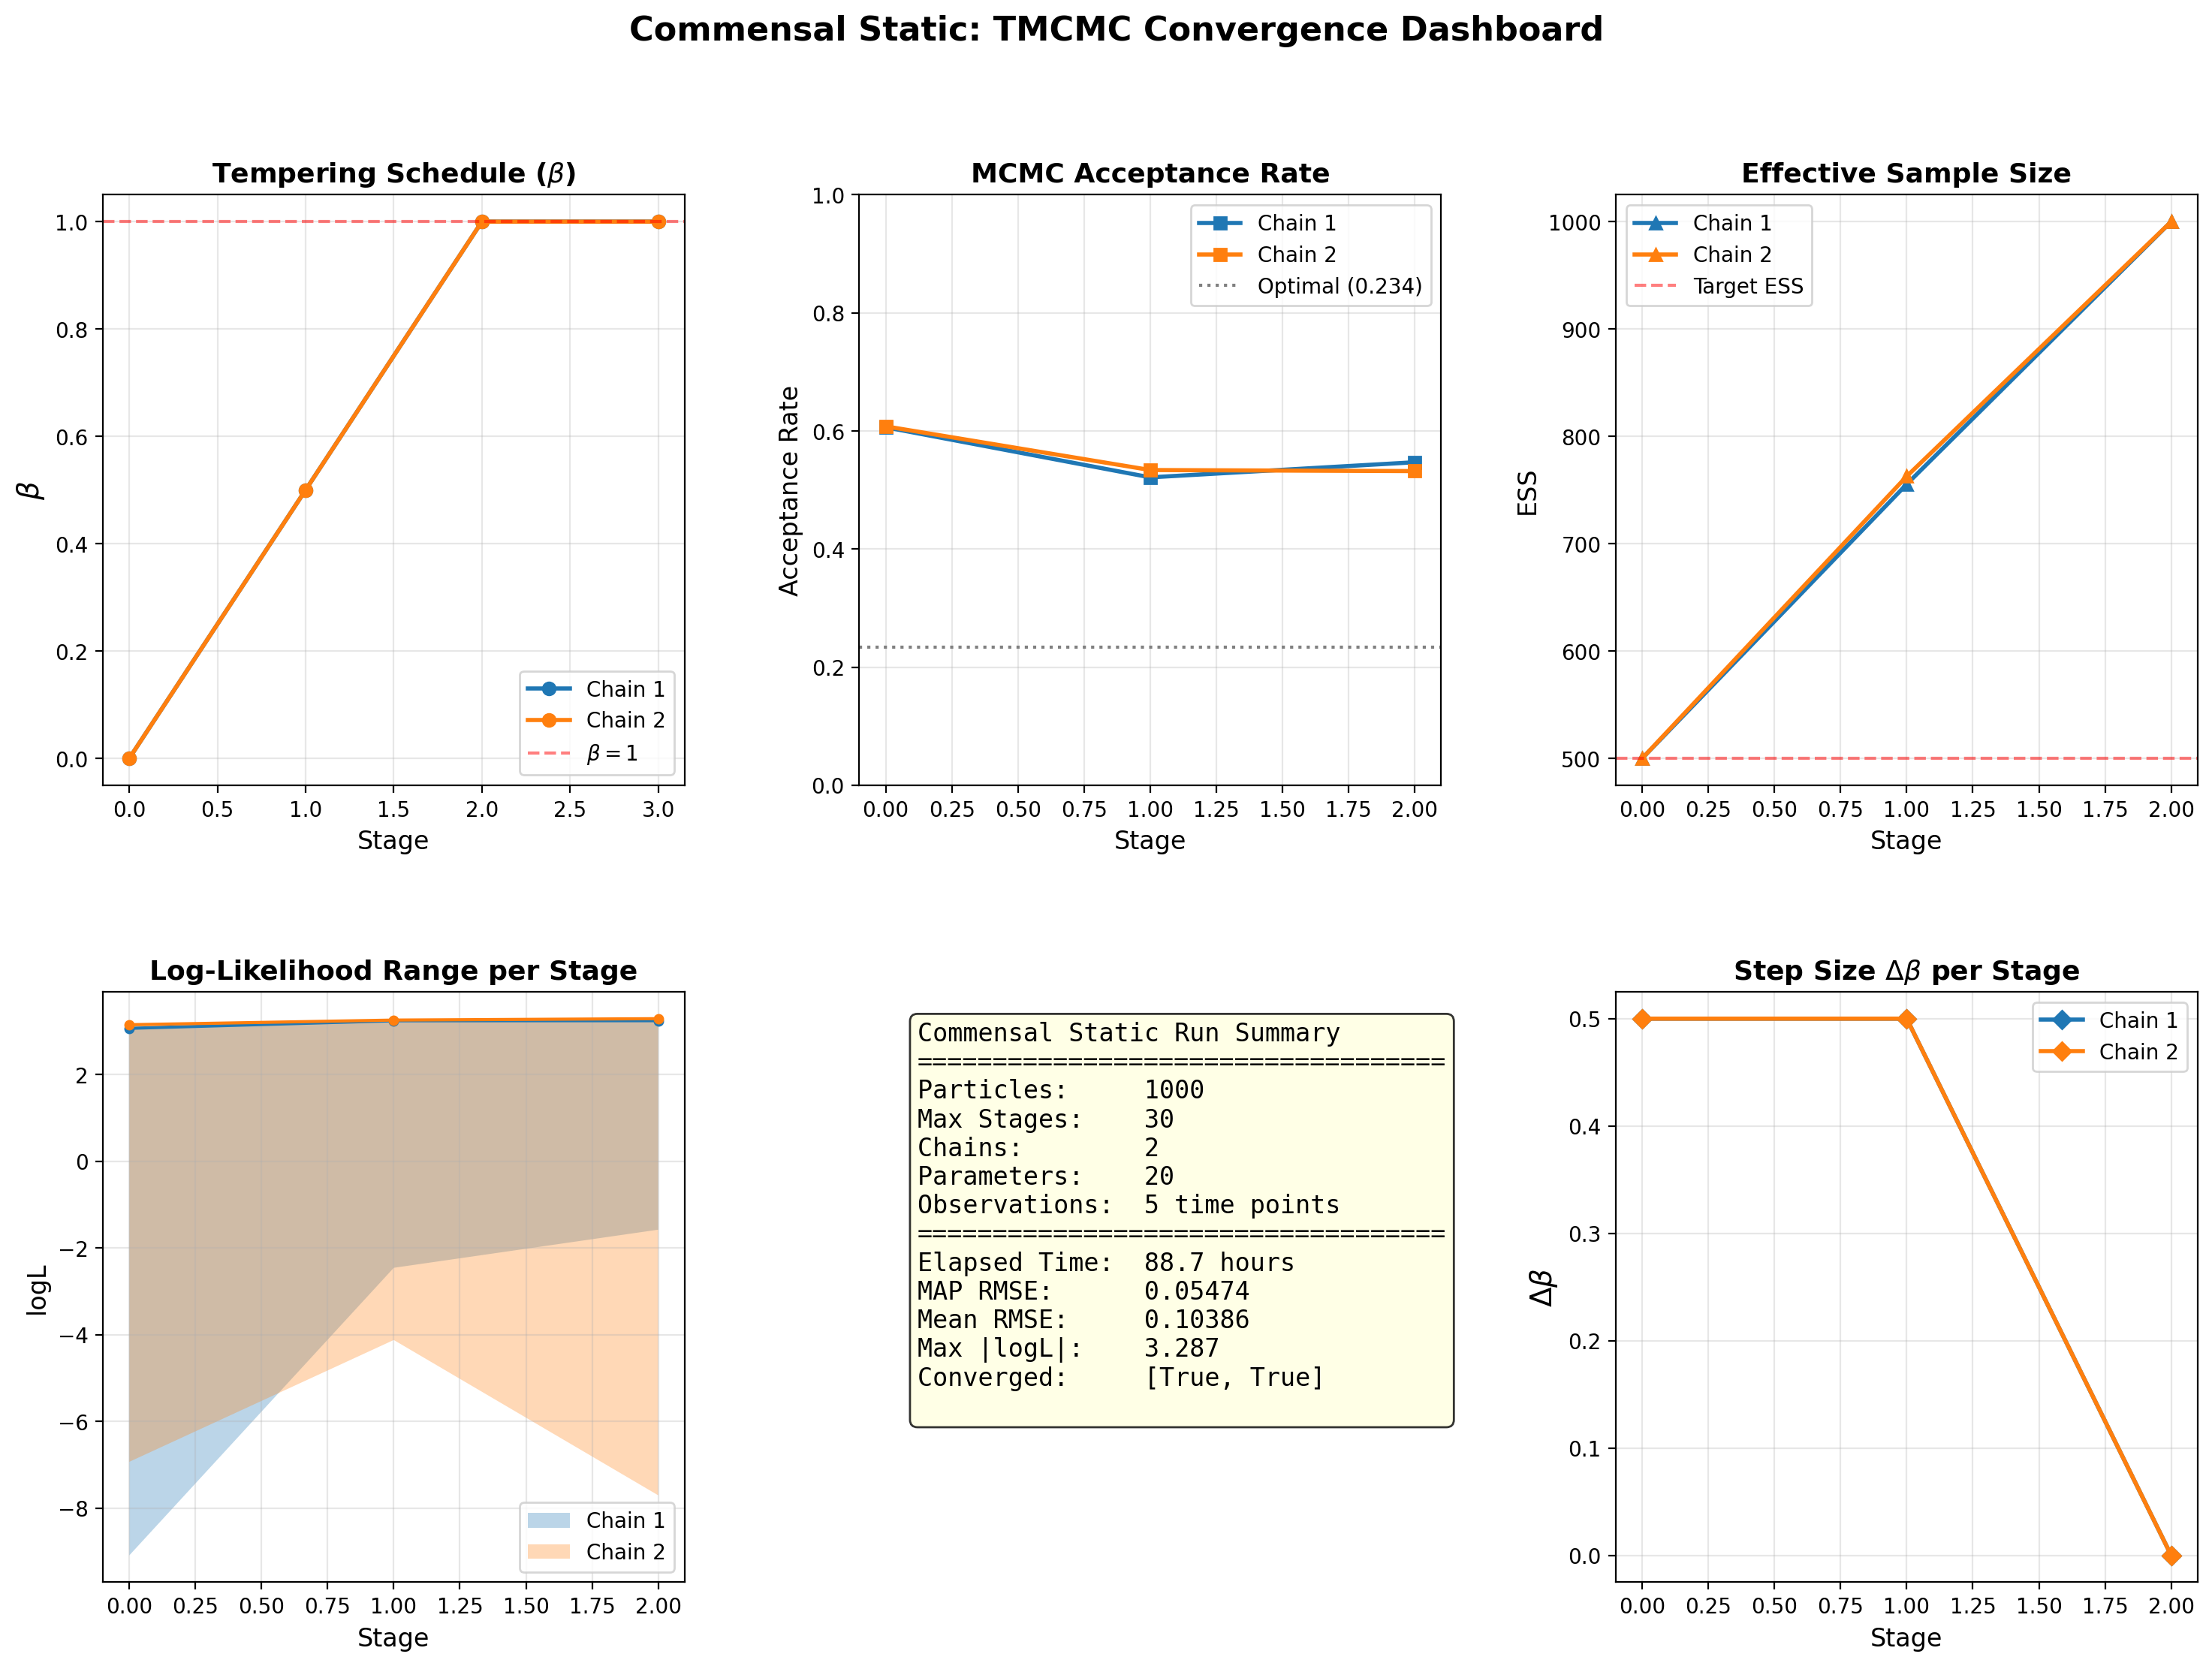 Commensal Static: TMCMC Convergence Dashboard
Tempering Schedule (β)
1.0
0.8
0.6
0.4
0.2
0.0
β
0.0 0.5 1.0 1.5 2.0 2.5 3.0
Stage
Chain 1
Chain 2
β = 1
MCMC Acceptance Rate
1.0
0.8
0.6
0.4
0.2
0.0
Acceptance Rate
0.00 0.25 0.50 0.75 1.00 1.25 1.50 1.75 2.00
Stage
Chain 1
Chain 2
Optimal (0.234)
Effective Sample Size
1000
900
800
700
600
500
ESS
0.00 0.25 0.50 0.75 1.00 1.25 1.50 1.75 2.00
Stage
Chain 1
Chain 2
Target ESS
Log-Likelihood Range per Stage
2
0
−2
−4
−6
−8
logL
0.00 0.25 0.50 0.75 1.00 1.25 1.50 1.75 2.00
Stage
Chain 1
Chain 2
Commensal Static Run Summary
===================================
Particles: 1000
Max Stages: 30
Chains: 2
Parameters: 20
Observations: 5 time points
===================================
Elapsed Time: 88.7 hours
MAP RMSE: 0.05474
Mean RMSE: 0.10386
Max |logL|: 3.287
Converged: [True, True]
Step Size Δβ per Stage
0.5
0.4
0.3
0.2
0.1
0.0
Δβ
0.00 0.25 0.50 0.75 1.00 1.25 1.50 1.75 2.00
Stage
Chain 1
Chain 2